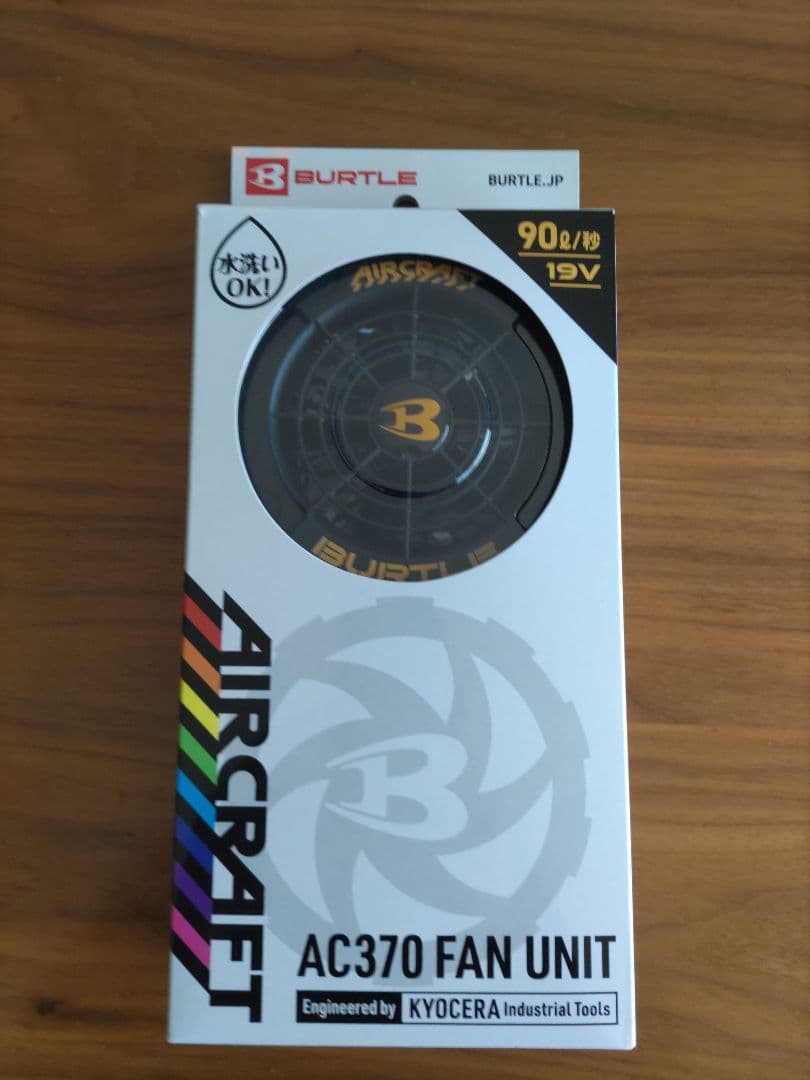 BURTLE
BURTLE.JP
水洗い
OK!
90ℓ/秒
19V
AIRCRAFT
B
BURTLE
AIRCRAFT
AC370 FAN UNIT
Engineered by KYOCERA Industrial Tools